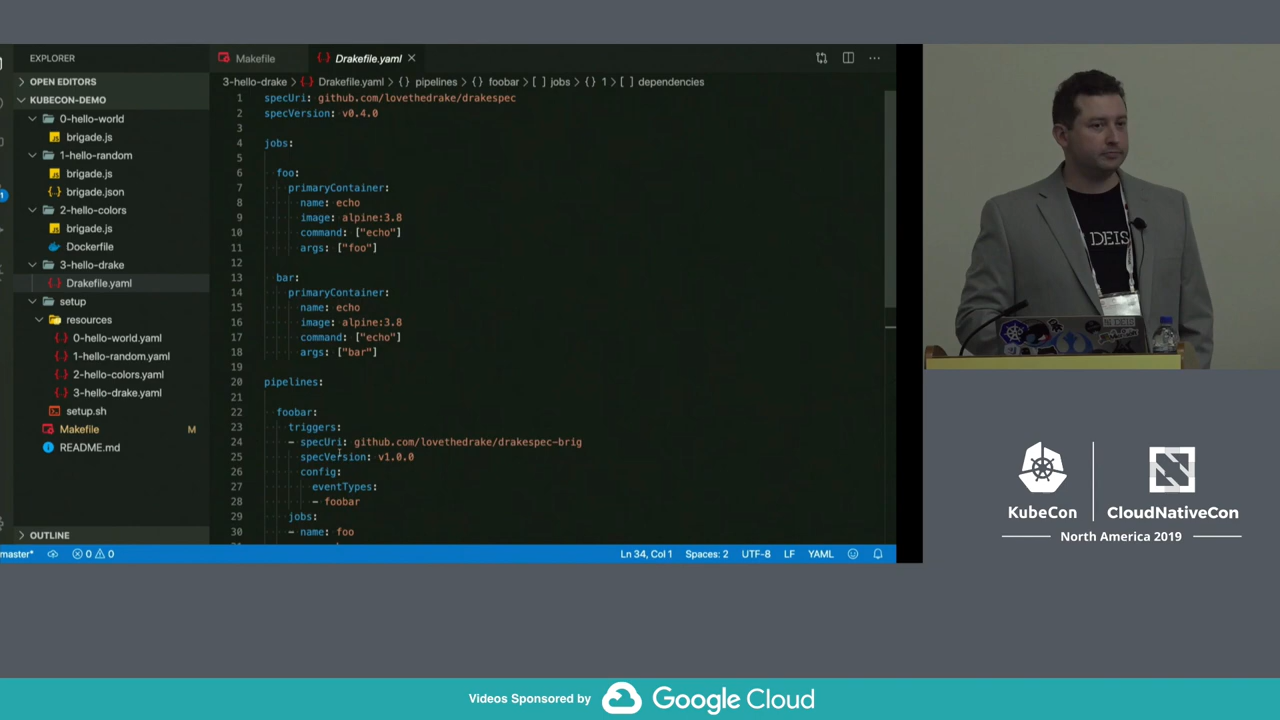 EXPLORER
OPEN EDITORS
KUBECON-DEMO
0-hello-world
brigade.js
1-hello-random
brigade.js
brigade.json
2-hello-colors
brigade.js
Dockerfile
3-hello-drake
Drakefile.yaml
setup
resources
0-hello-world.yaml
1-hello-random.yaml
2-hello-colors.yaml
3-hello-drake.yaml
setup.sh
Makefile M
README.md
OUTLINE
Makefile Drakefile.yaml
3-hello-drake > Drakefile.yaml > {} pipelines > {} foobar > [ ] jobs > {} 1 > [ ] dependencies
1 specUri: github.com/lovethedrake/drakespec
2 specVersion: v0.4.0
3
4 jobs:
5
6 foo:
7 primaryContainer:
8 name: echo
9 image: alpine:3.8
10 command: ["echo"]
11 args: ["foo"]
12
13 bar:
14 primaryContainer:
15 name: echo
16 image: alpine:3.8
17 command: ["echo"]
18 args: ["bar"]
19
20 pipelines:
21
22 foobar:
23 triggers:
24 - specUri: github.com/lovethedrake/drakespec-brig
25 specVersion: v1.0.0
26 config:
27 eventTypes:
28 - foobar
29 jobs:
30 - name: foo
master* 0 0 Ln 34, Col 1 Spaces: 2 UTF-8 LF YAML
DEIS
KubeCon CloudNativeCon
North America 2019
Videos Sponsored by Google Cloud